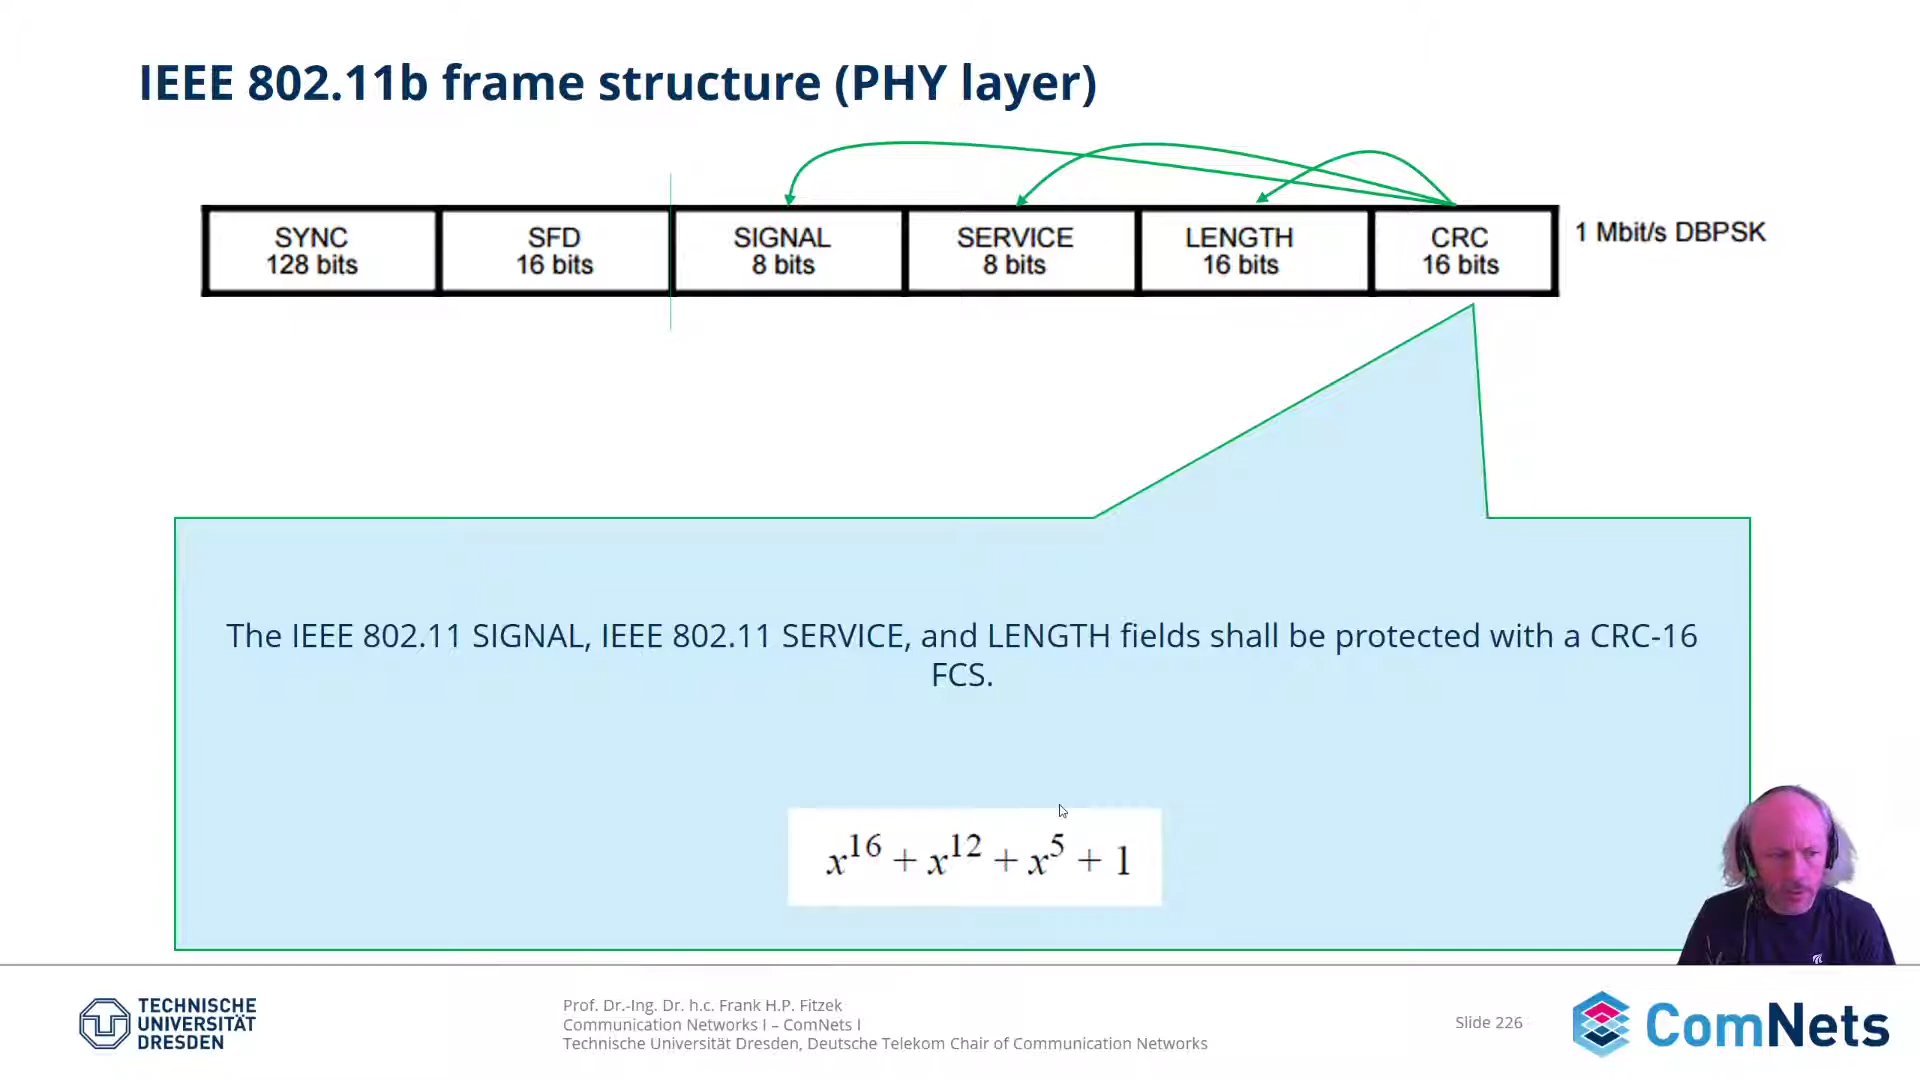 IEEE 802.11b frame structure (PHY layer)
SYNC
128 bits
SFD
16 bits
SIGNAL
8 bits
SERVICE
8 bits
LENGTH
16 bits
CRC
16 bits
1 Mbit/s DBPSK
The IEEE 802.11 SIGNAL, IEEE 802.11 SERVICE, and LENGTH fields shall be protected with a CRC-16
FCS.
x^16 + x^12 + x^5 + 1
TECHNISCHE
UNIVERSITÄT
DRESDEN
Prof. Dr.-Ing. Dr. h.c. Frank H.P. Fitzek
Communication Networks I – ComNets I
Technische Universität Dresden, Deutsche Telekom Chair of Communication Networks
Slide 226
ComNets